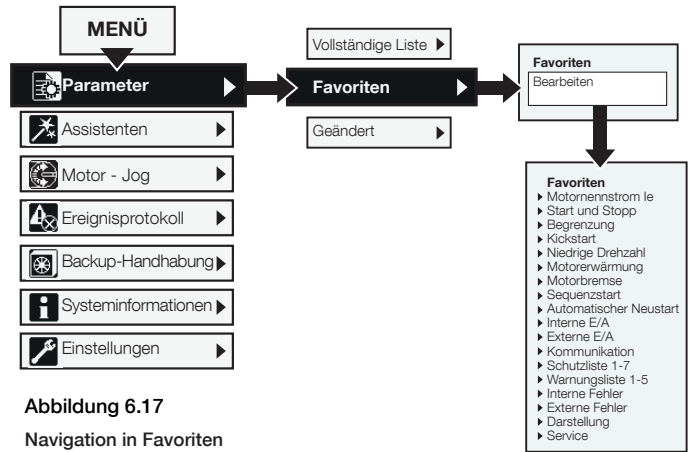 MENÜ
Parameter
Assistenten
Motor - Jog
Ereignisprotokoll
Backup-Handhabung
Systeminformationen
Einstellungen
Vollständige Liste
Favoriten
Geändert
Favoriten
Bearbeiten
Favoriten
Motornennstrom Ie
Start und Stopp
Begrenzung
Kickstart
Niedrige Drehzahl
Motorerwärmung
Motorbremse
Sequenzstart
Automatischer Neustart
Interne E/A
Externe E/A
Kommunikation
Schutzliste 1-7
Warnungsliste 1-5
Interne Fehler
Externe Fehler
Darstellung
Service
Abbildung 6.17
Navigation in Favoriten